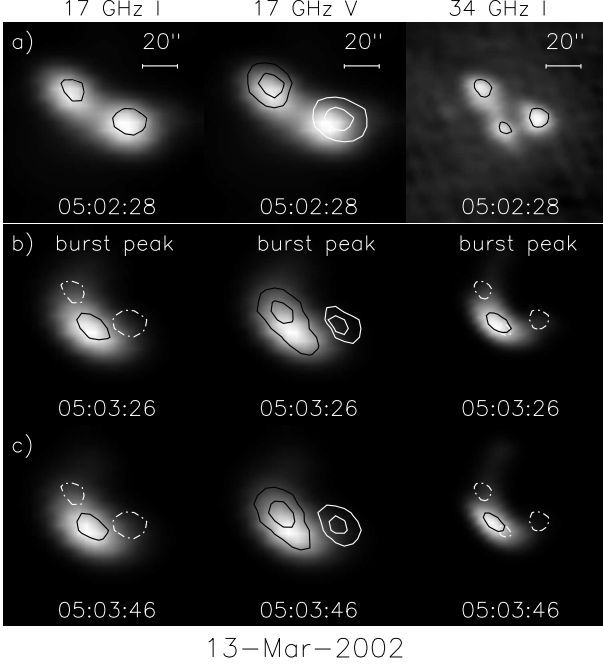 17 GHz I 17 GHz V 34 GHz I
a) 20" 20" 20"
05:02:28 05:02:28 05:02:28
b) burst peak burst peak burst peak
05:03:26 05:03:26 05:03:26
c)
05:03:46 05:03:46 05:03:46
13-Mar-2002